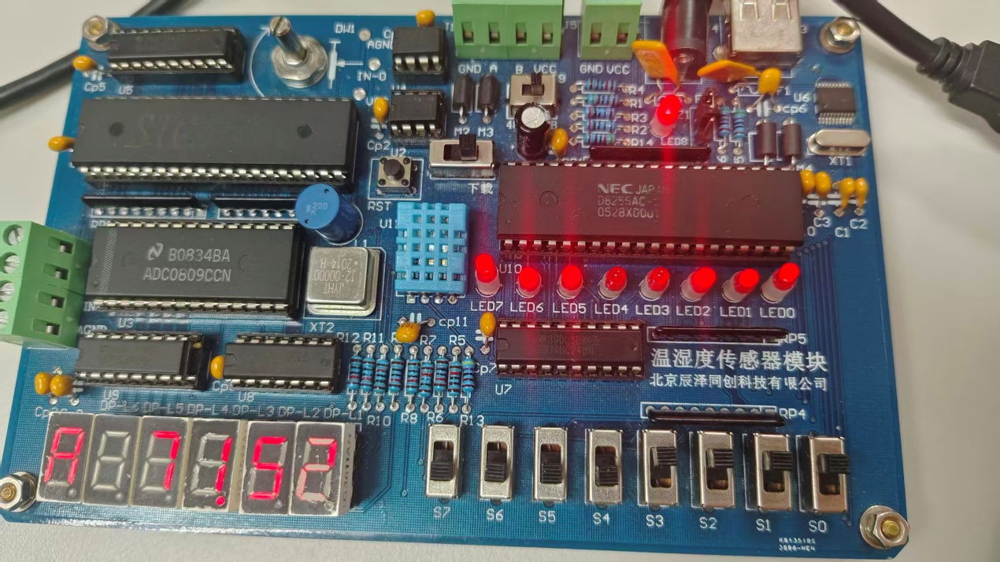 DW1
AGND
IN-0
Cp5
U5
GND A
B VCC
GND VCC
R4
R1
R3
R2
R14
LED8
U6
cp6
XT1
M2
M3
Cp2
U2
RST
下载
NEC JAPAN
D8255AC-2
M4
C3
C1
C2
220
K
L1
B0834BA
ADC0809CCN
U3
JYHT
12-00000
2014-H
XT2
U11
U10
LED7 LED6 LED5 LED4 LED3 LED2 LED1 LED0
cp11
R12 R11
R7
R5
Cp7
U7
RP5
温湿度传感器模块
北京辰泽同创科技有限公司
RP4
U9
U8
DP-L6 DP-L5 DP-L4 DP-L3 DP-L2 DP-L1
R10
R8
R6
R13
A 71.52
S7 S6 S5 S4 S3 S2 S1 S0